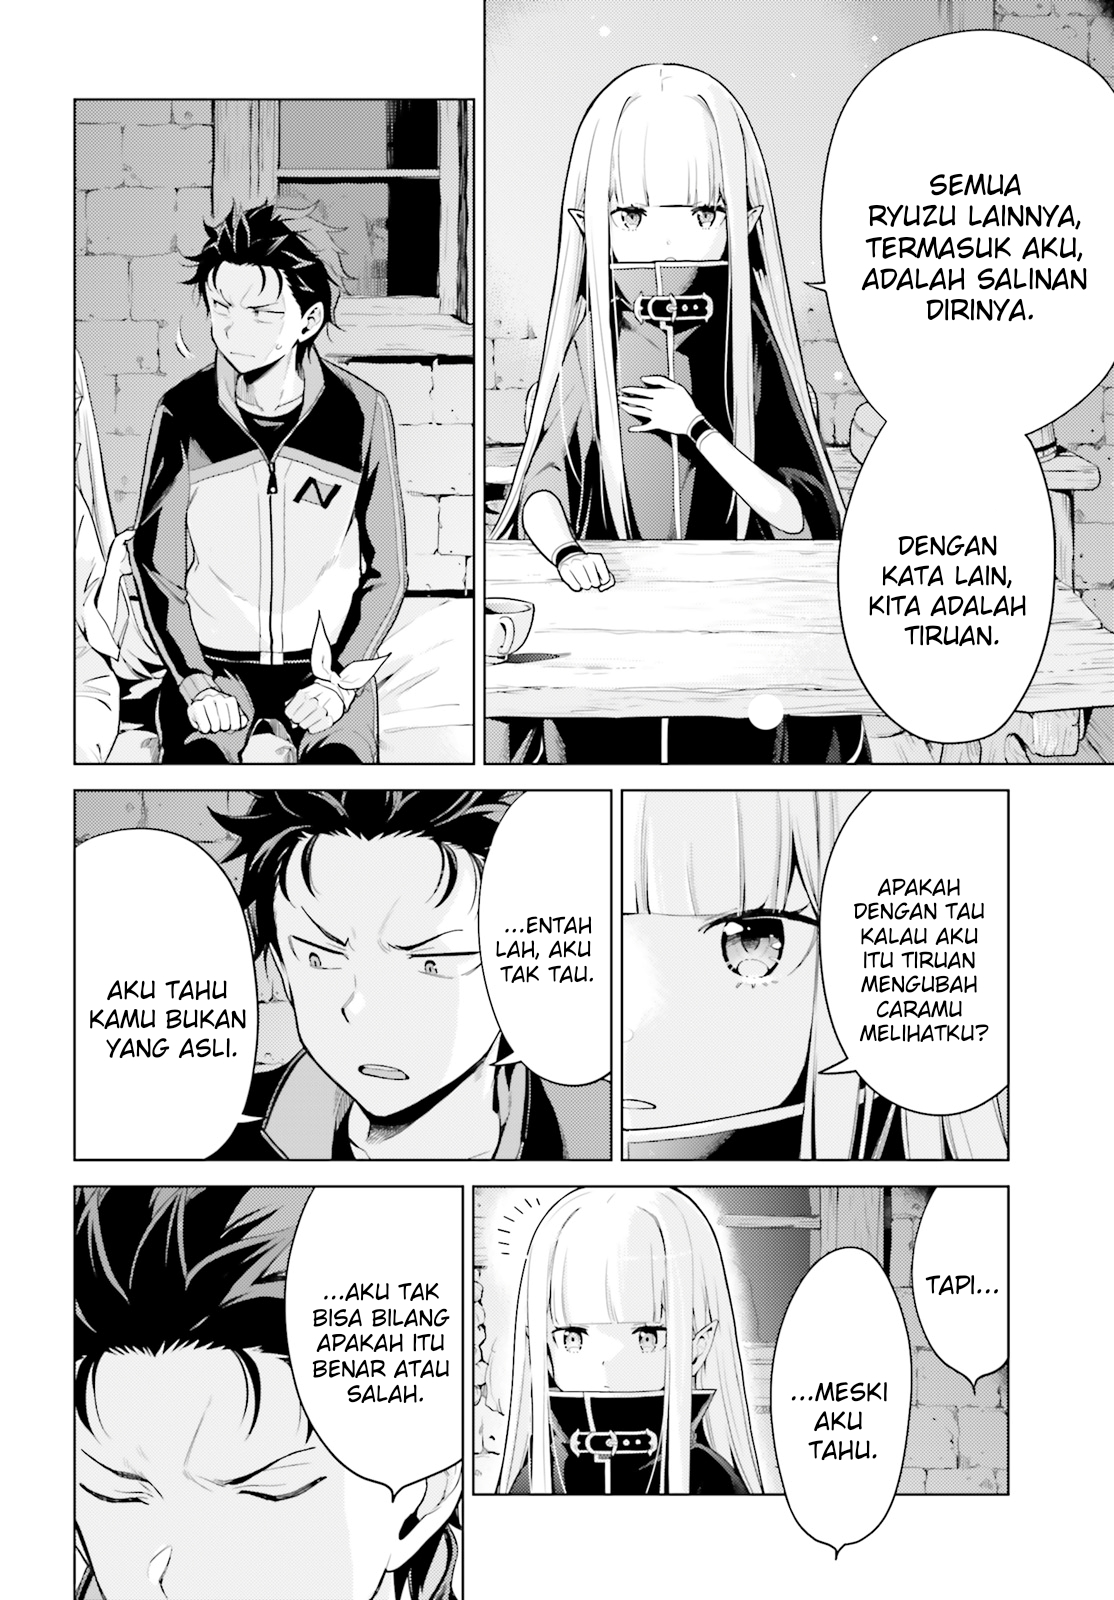 SEMUA
RYUZU LAINNYA,
TERMASUK AKU,
ADALAH SALINAN
DIRINYA.
DENGAN
KATA LAIN,
KITA ADALAH
TIRUAN.
APAKAH
DENGAN TAU
KALAU AKU
ITU TIRUAN
MENGUBAH
CARAMU
MELIHATKU?
...ENTAH
LAH, AKU
TAK TAU.
AKU TAHU
KAMU BUKAN
YANG ASLI.
TAPI...
...MESKI
AKU
TAHU.
...AKU TAK
BISA BILANG
APAKAH ITU
BENAR ATAU
SALAH.